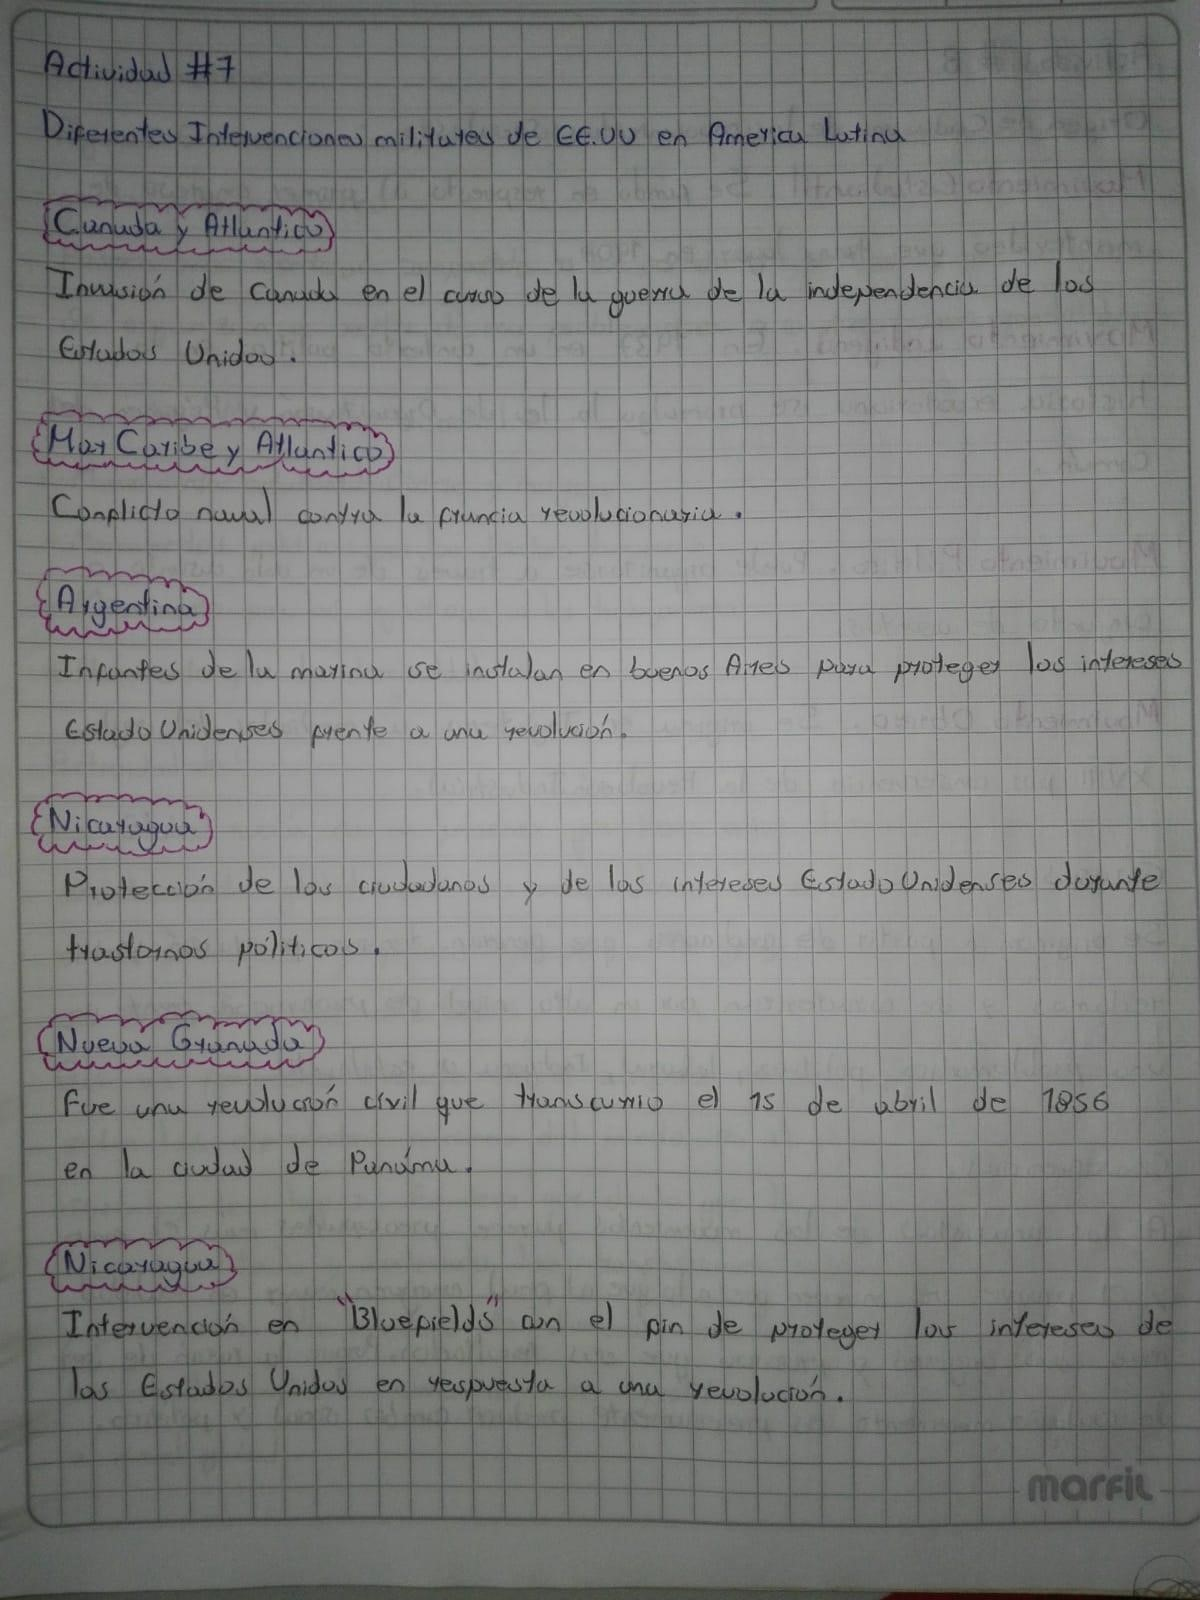 Actividad #7
Diferentes Intervenciones militares de EE.UU en America Latina
Canada y Atlantico
Invasión de Canada en el curso de la guerra de la independencia de los
Estados Unidos.
Mar Caribe y Atlantico
Conflicto naval contra la francia revolucionaria.
Argentina
Infantes de la marina se instalan en buenos Aires para proteger los intereses
EstadoUnidenses frente a una revolución.
Nicaragua
Protección de los ciudadanos y de los intereses EstadoUnidenses durante
trastornos políticos.
Nueva Granada
Fue una revolución civil que transcurrio el 15 de abril de 1856
en la ciudad de Panáma.
Nicaragua
Intervención en "Bluefields" con el fin de proteger los intereses de
los Estados Unidos en respuesta a una revolución.
marfil